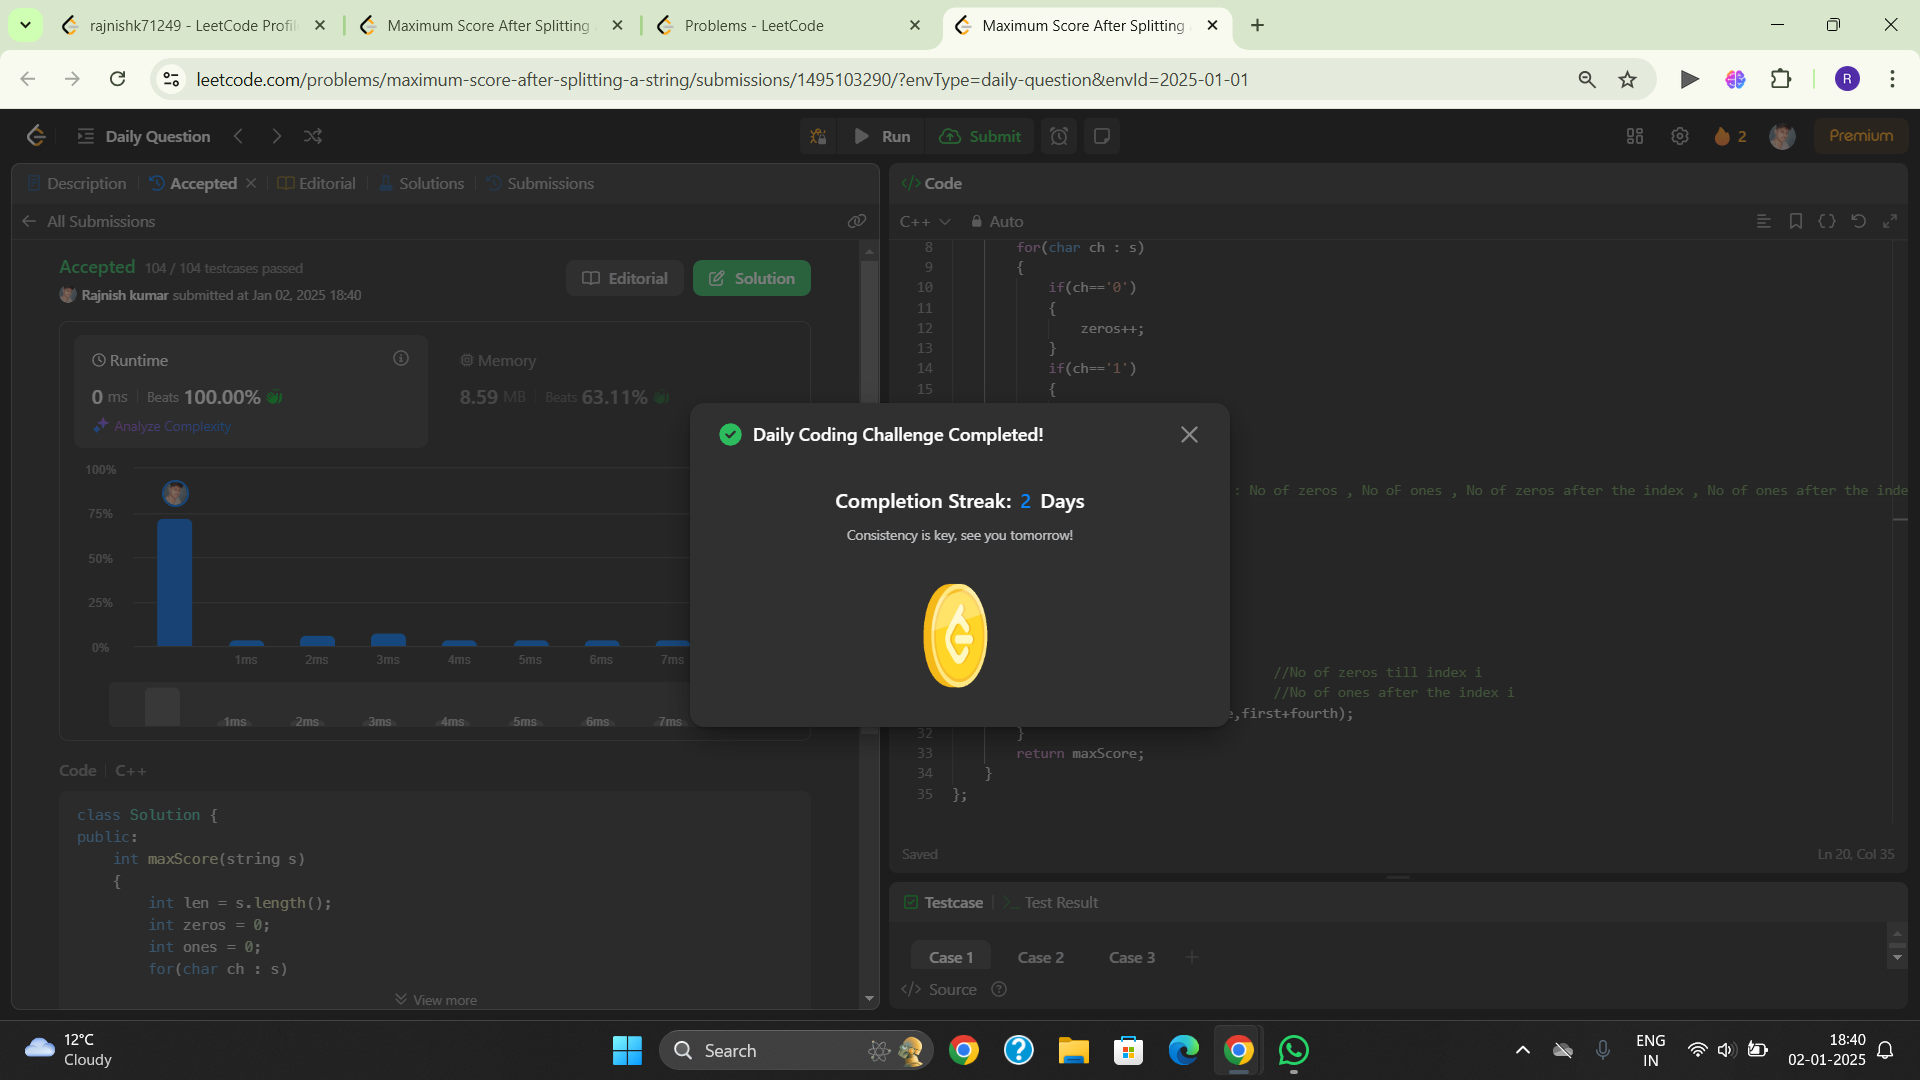 rajnishk71249 - LeetCode Profil
Maximum Score After Splitting
Problems - LeetCode
Maximum Score After Splitting
leetcode.com/problems/maximum-score-after-splitting-a-string/submissions/1495103290/?envType=daily-question&envId=2025-01-01
R
Daily Question
Run
Submit
2
Premium
Description
Accepted
Editorial
Solutions
Submissions
All Submissions
Accepted 104 / 104 testcases passed
Rajnish kumar submitted at Jan 02, 2025 18:40
Editorial
Solution
Runtime
0 ms Beats 100.00%
Analyze Complexity
Memory
8.59 MB Beats 63.11%
100%
75%
50%
25%
0%
1ms 2ms 3ms 4ms 5ms 6ms 7ms
1ms 2ms 3ms 4ms 5ms 6ms 7ms
Code C++
class Solution {
public:
int maxScore(string s)
{
int len = s.length();
int zeros = 0;
int ones = 0;
for(char ch : s)
View more
</> Code
C++ Auto
8 for(char ch : s)
9 {
10 if(ch=='0')
11 {
12 zeros++;
13 }
14 if(ch=='1')
15 {
: No of zeros , No oF ones , No of zeros after the index , No of ones after the inde
//No of zeros till index i
//No of ones after the index i
,first+fourth);
32 }
33 return maxScore;
34 }
35 };
Saved
Ln 20, Col 35
Daily Coding Challenge Completed!
Completion Streak: 2 Days
Consistency is key, see you tomorrow!
Testcase
Test Result
Case 1 Case 2 Case 3 +
</> Source
12°C
Cloudy
Search
ENG
IN
18:40
02-01-2025